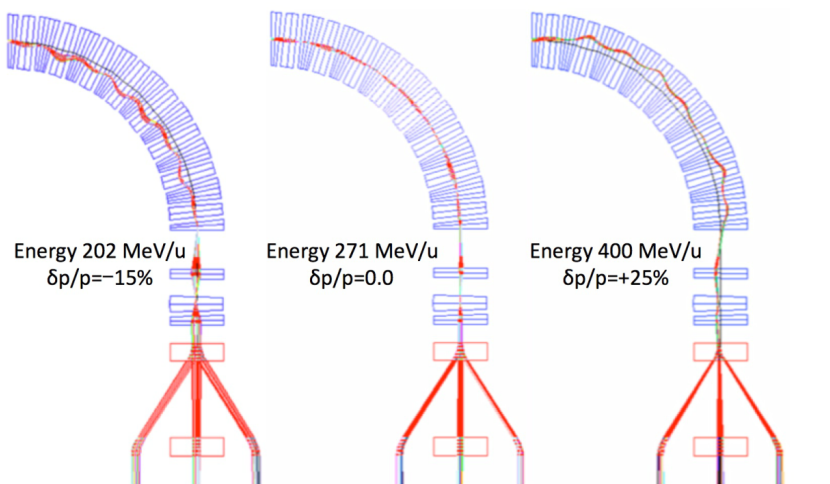 Energy 202 MeV/u
δp/p=−15%
Energy 271 MeV/u
δp/p=0.0
Energy 400 MeV/u
δp/p=+25%